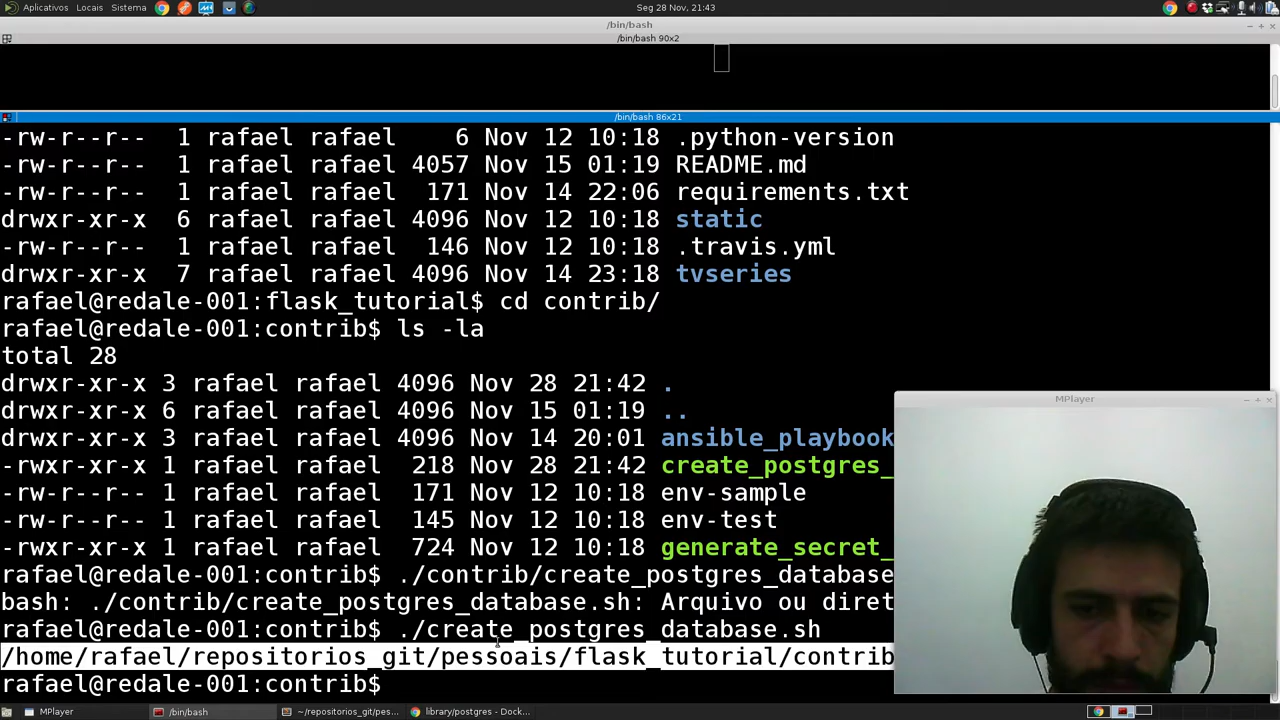 Aplicativos Locais Sistema Seg 28 Nov, 21:43
/bin/bash
/bin/bash 90x2
/bin/bash 86x21
-rw-r--r-- 1 rafael rafael 6 Nov 12 10:18 .python-version
-rw-r--r-- 1 rafael rafael 4057 Nov 15 01:19 README.md
-rw-r--r-- 1 rafael rafael 171 Nov 14 22:06 requirements.txt
drwxr-xr-x 6 rafael rafael 4096 Nov 12 10:18 static
-rw-r--r-- 1 rafael rafael 146 Nov 12 10:18 .travis.yml
drwxr-xr-x 7 rafael rafael 4096 Nov 14 23:18 tvseries
rafael@redale-001:flask_tutorial$ cd contrib/
rafael@redale-001:contrib$ ls -la
total 28
drwxr-xr-x 3 rafael rafael 4096 Nov 28 21:42 .
drwxr-xr-x 6 rafael rafael 4096 Nov 15 01:19 ..
drwxr-xr-x 3 rafael rafael 4096 Nov 14 20:01 ansible_playbook
-rwxr-xr-x 1 rafael rafael 218 Nov 28 21:42 create_postgres_
-rw-r--r-- 1 rafael rafael 171 Nov 12 10:18 env-sample
-rw-r--r-- 1 rafael rafael 145 Nov 12 10:18 env-test
-rwxr-xr-x 1 rafael rafael 724 Nov 12 10:18 generate_secret_
rafael@redale-001:contrib$ ./contrib/create_postgres_database
bash: ./contrib/create_postgres_database.sh: Arquivo ou diret
rafael@redale-001:contrib$ ./create_postgres_database.sh
/home/rafael/repositorios_git/pessoais/flask_tutorial/contrib
rafael@redale-001:contrib$
MPlayer
MPlayer /bin/bash ~/repositorios_git/pes... library/postgres - Dock...